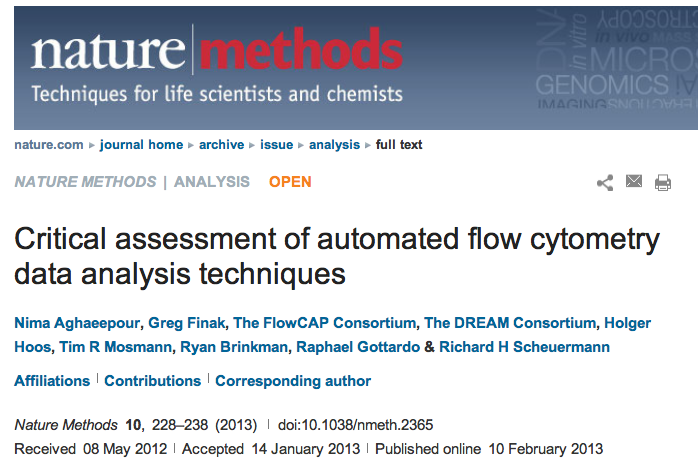 nature methods
Techniques for life scientists and chemists
DNA
in vitro
in vivo MASS
MICROS
GENOMICS
IMAGING
nature.com ▸ journal home ▸ archive ▸ issue ▸ analysis ▸ full text
NATURE METHODS | ANALYSIS OPEN
Critical assessment of automated flow cytometry
data analysis techniques
Nima Aghaeepour, Greg Finak, The FlowCAP Consortium, The DREAM Consortium, Holger
Hoos, Tim R Mosmann, Ryan Brinkman, Raphael Gottardo & Richard H Scheuermann
Affiliations | Contributions | Corresponding author
Nature Methods 10, 228–238 (2013) | doi:10.1038/nmeth.2365
Received 08 May 2012 | Accepted 14 January 2013 | Published online 10 February 2013